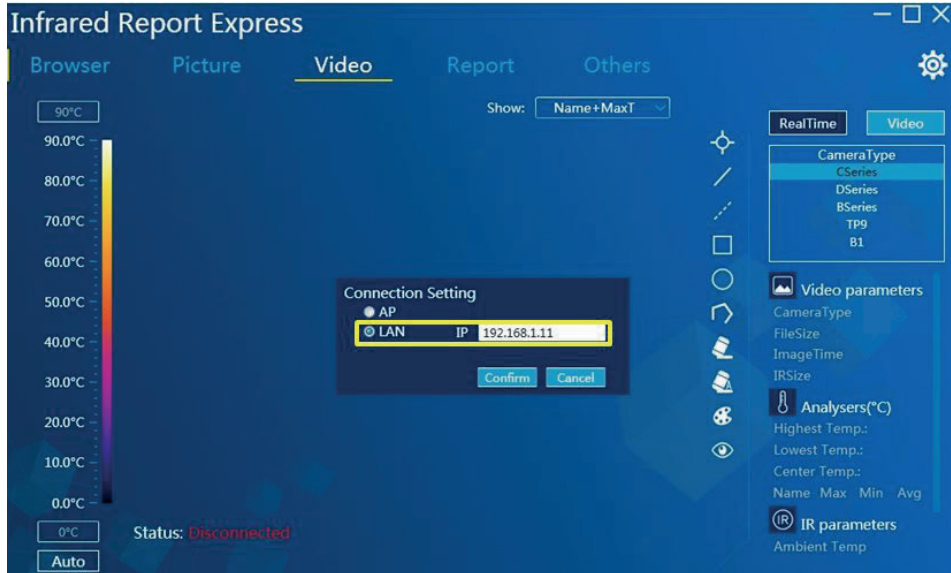 Infrared Report Express
Browser Picture Video Report Others
90°C
Show: Name+MaxT
90.0°C
80.0°C
70.0°C
60.0°C
50.0°C
40.0°C
30.0°C
20.0°C
10.0°C
0.0°C
0°C
Auto
Status: Disconnected
Connection Setting
AP
LAN IP 192.168.1.11
Confirm Cancel
RealTime Video
CameraType
CSeries
DSeries
BSeries
TP9
B1
Video parameters
CameraType
FileSize
ImageTime
IRSize
Analysers(°C)
Highest Temp.:
Lowest Temp.:
Center Temp.:
Name Max Min Avg
IR IR parameters
Ambient Temp